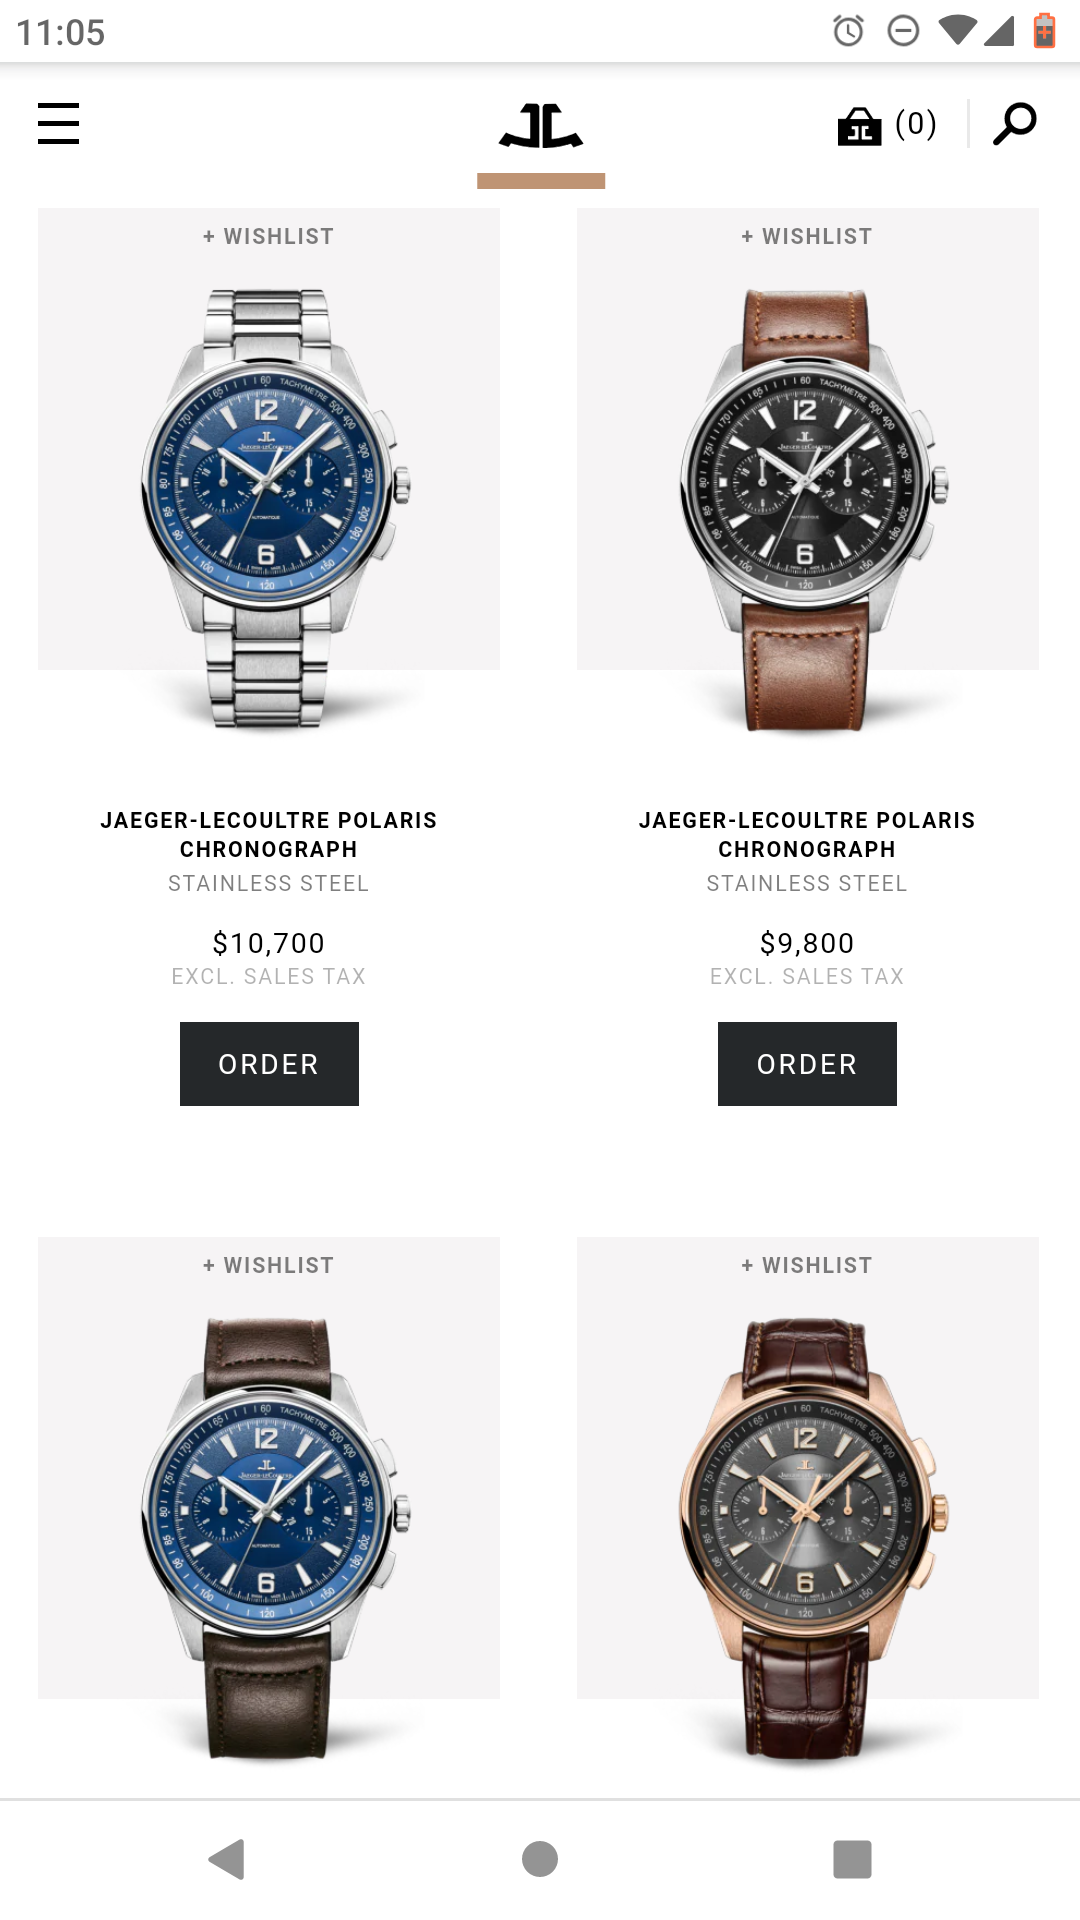 11:05
(0)
+ WISHLIST
+ WISHLIST
JAEGER-LECOULTRE POLARIS
CHRONOGRAPH
STAINLESS STEEL
$10,700
EXCL. SALES TAX
ORDER
JAEGER-LECOULTRE POLARIS
CHRONOGRAPH
STAINLESS STEEL
$9,800
EXCL. SALES TAX
ORDER
+ WISHLIST
+ WISHLIST